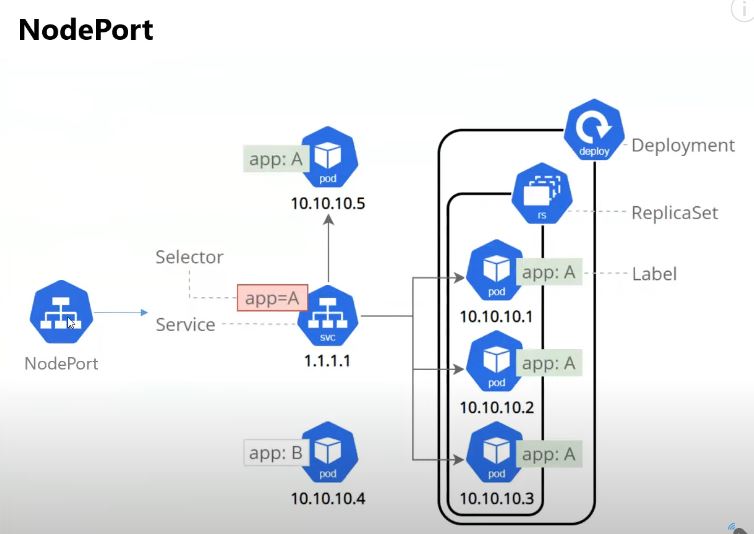 NodePort
app: A
pod
10.10.10.5
deploy
Deployment
rs
ReplicaSet
Selector
app=A
Service
svc
1.1.1.1
NodePort
pod
app: A
Label
10.10.10.1
pod
app: A
10.10.10.2
app: B
pod
10.10.10.4
pod
app: A
10.10.10.3